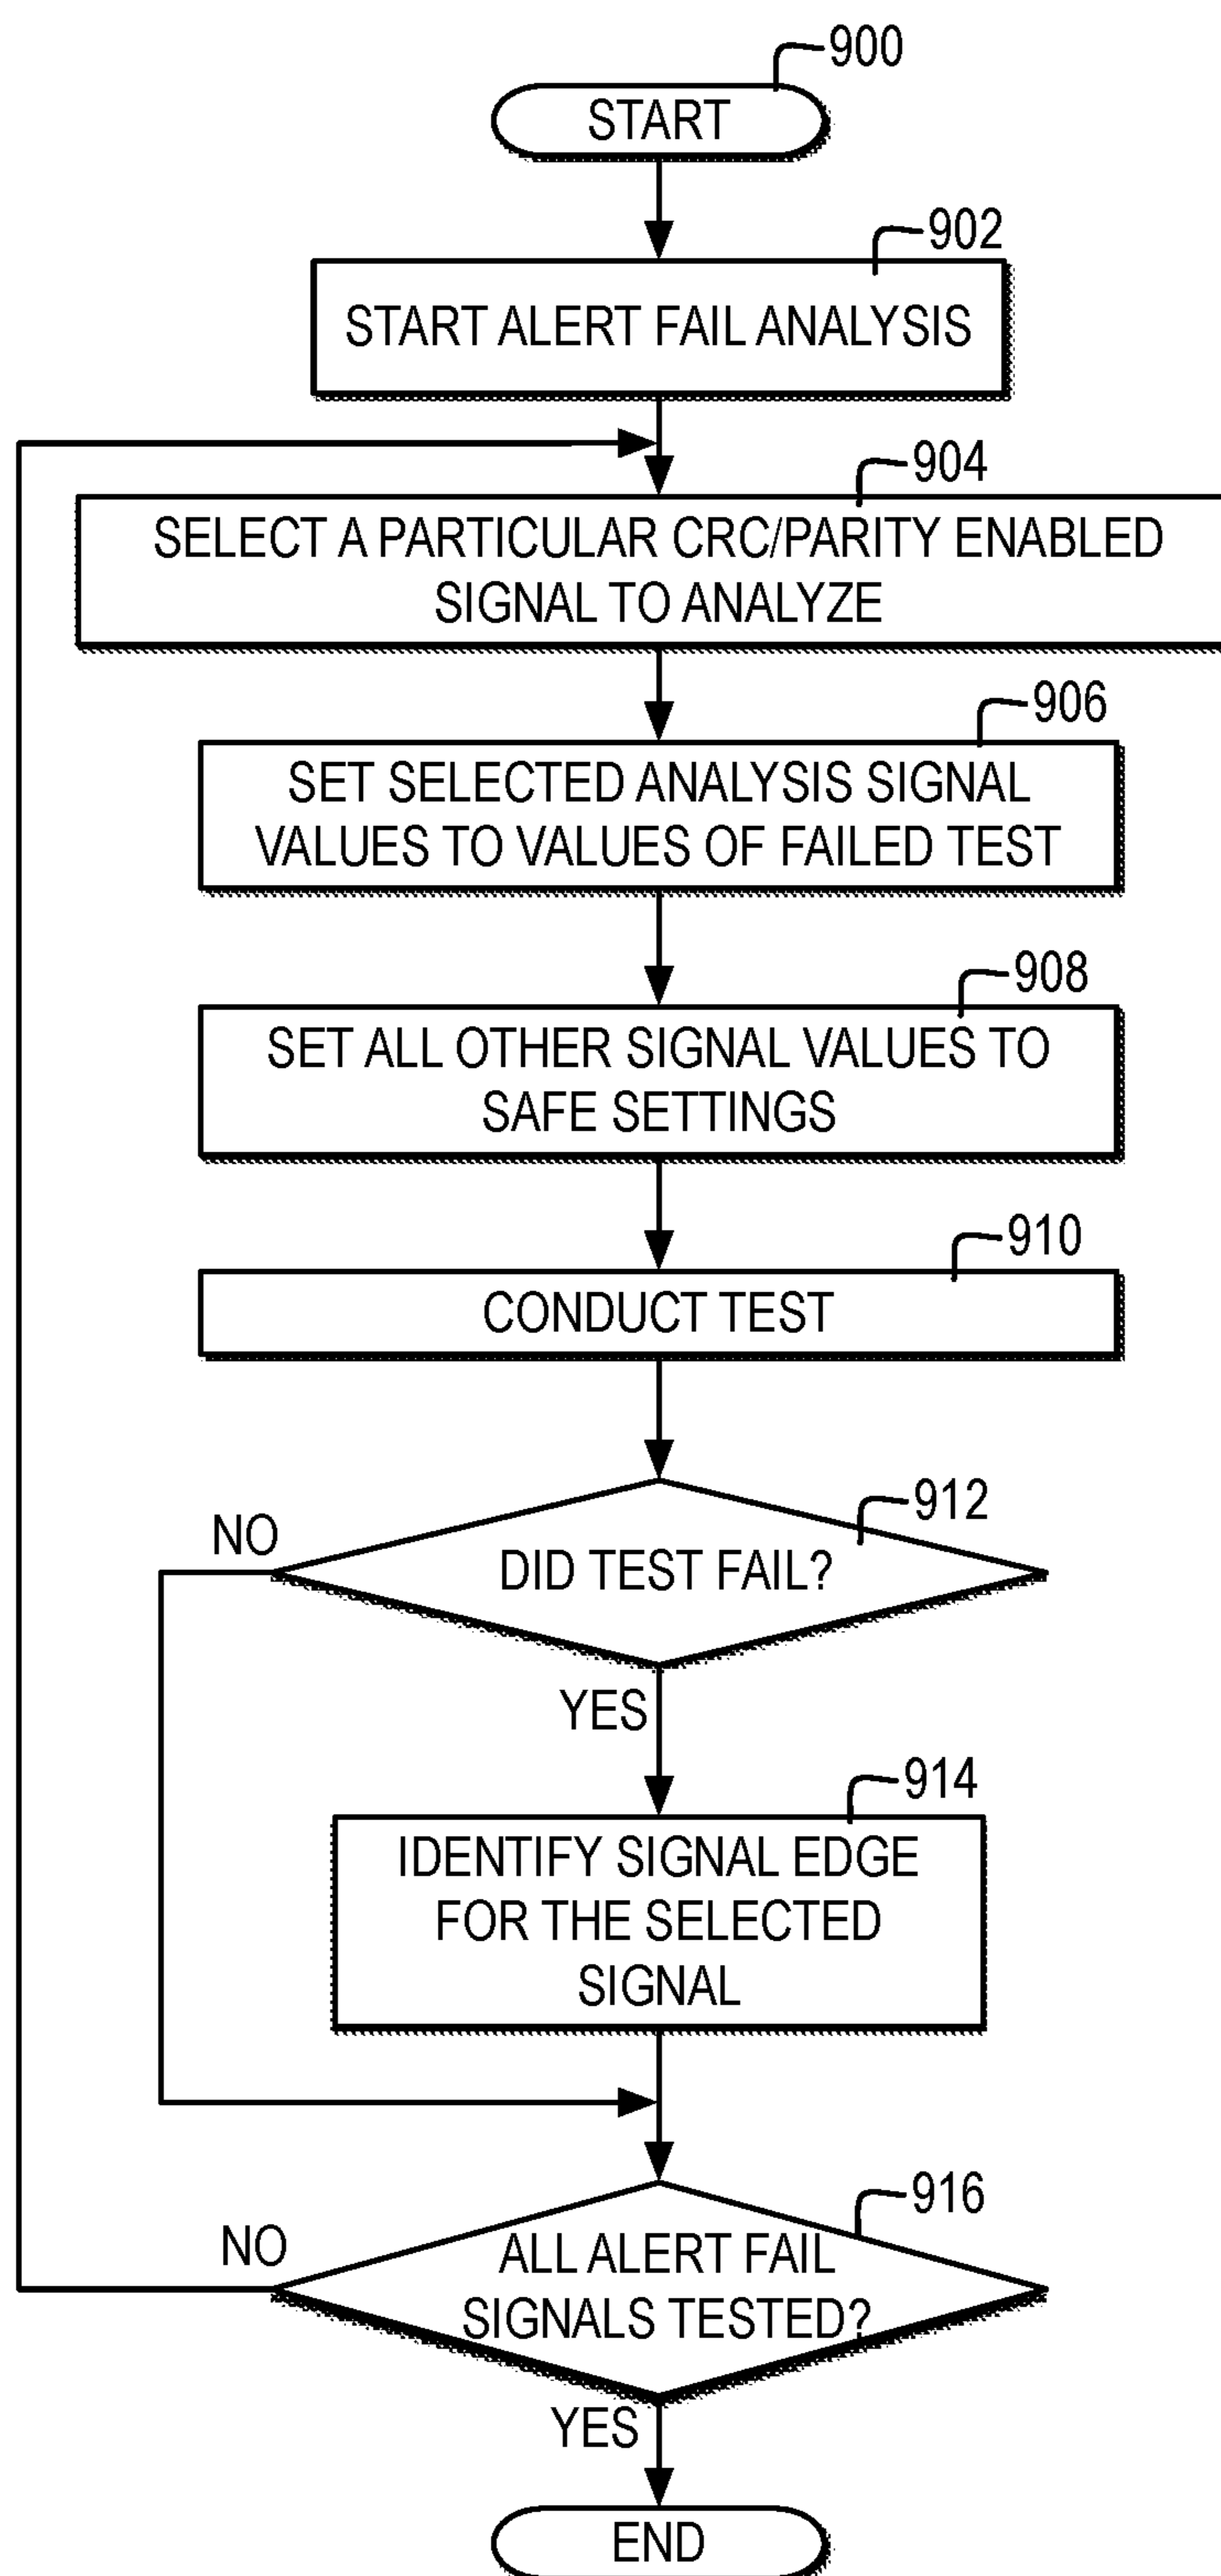 900
START
902
START ALERT FAIL ANALYSIS
904
SELECT A PARTICULAR CRC/PARITY ENABLED
SIGNAL TO ANALYZE
906
SET SELECTED ANALYSIS SIGNAL
VALUES TO VALUES OF FAILED TEST
908
SET ALL OTHER SIGNAL VALUES TO
SAFE SETTINGS
910
CONDUCT TEST
912
NO
DID TEST FAIL?
YES
914
IDENTIFY SIGNAL EDGE
FOR THE SELECTED
SIGNAL
916
NO
ALL ALERT FAIL
SIGNALS TESTED?
YES
END